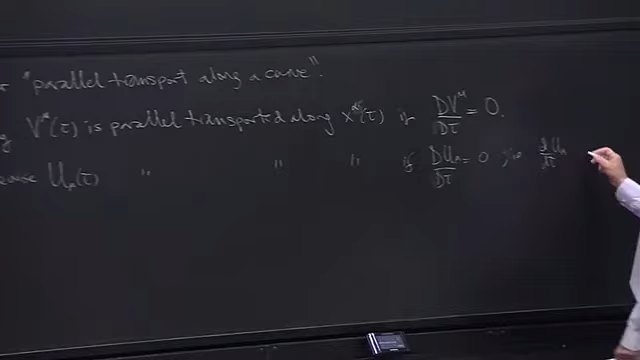 "parallel transport along a curve".
V^μ(τ) is parallel transported along x^α(τ) if DV^μ/Dτ = 0.
U_μ(τ) " " " if DU_μ/Dτ = 0 i.e. dU_μ/dτ